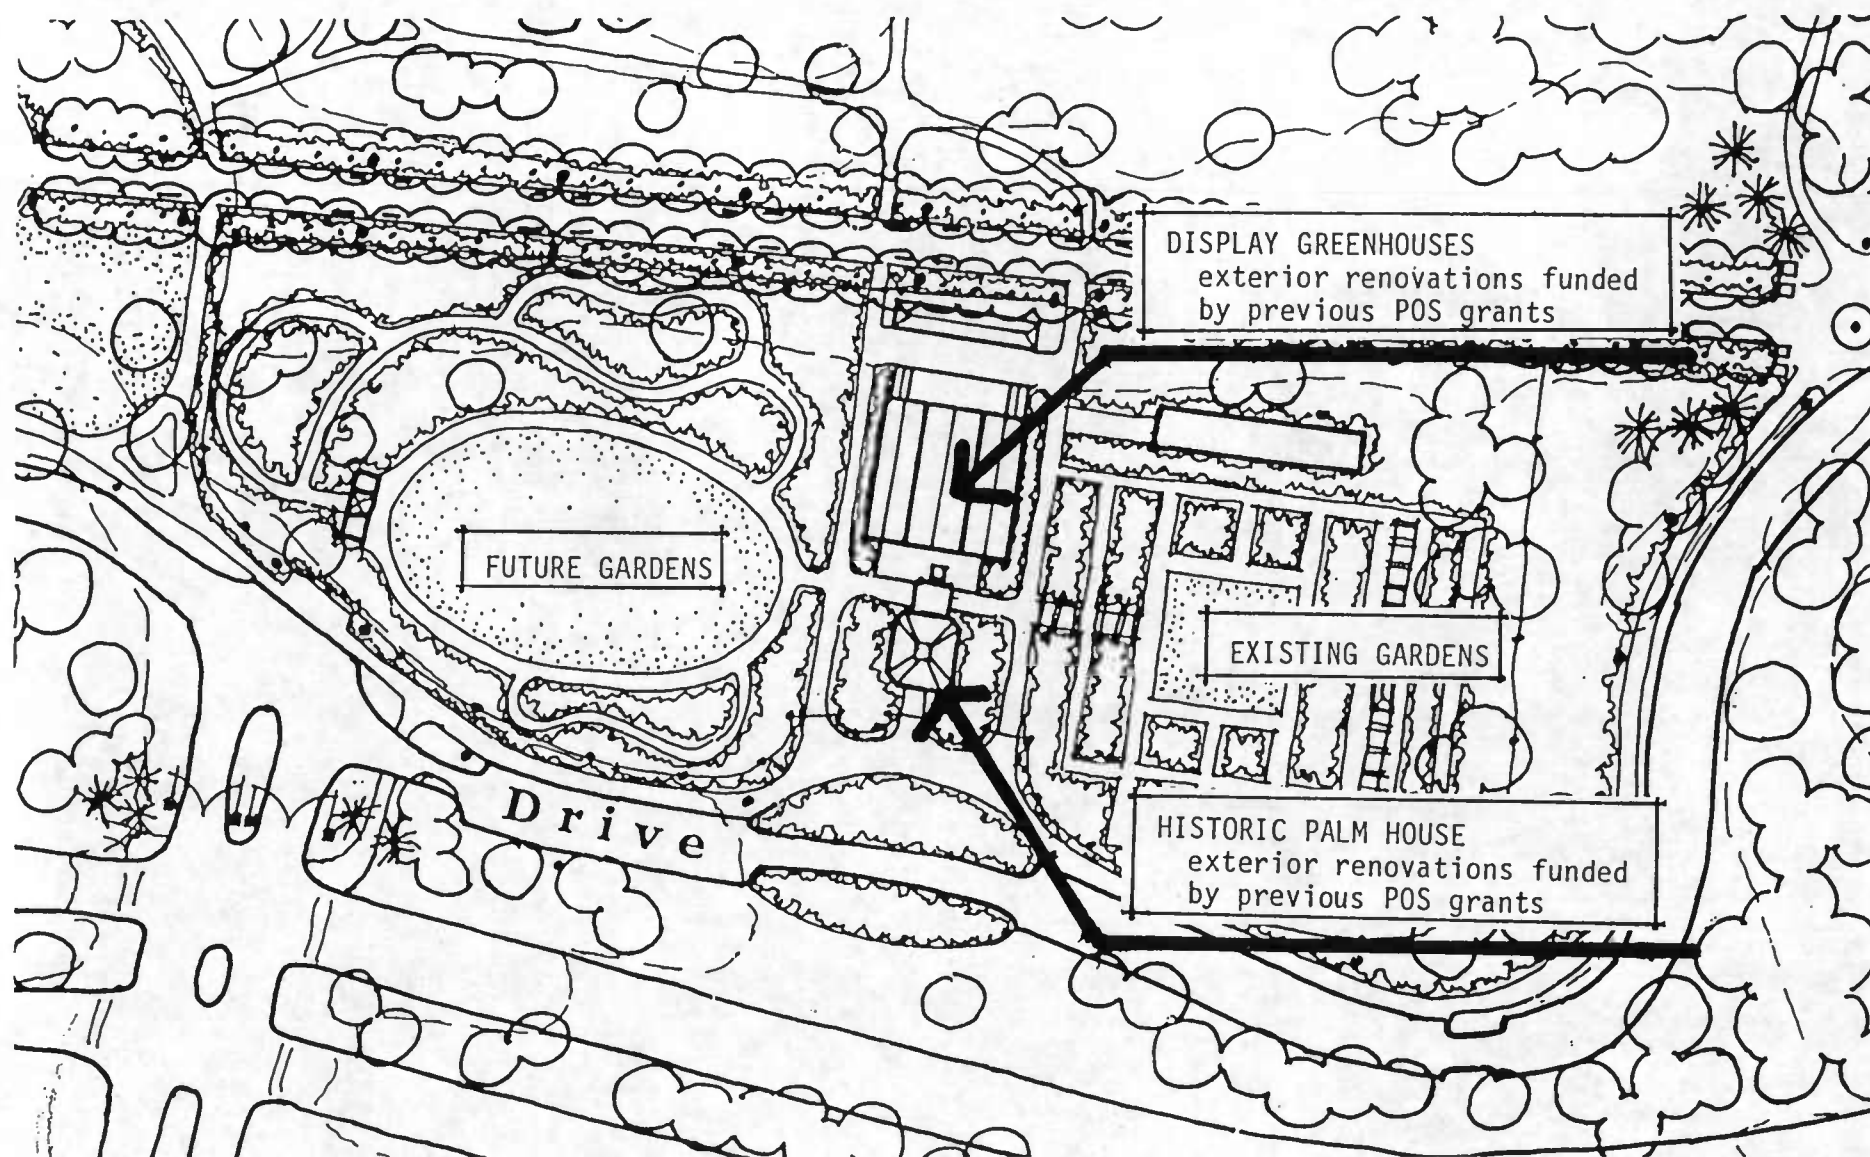 DISPLAY GREENHOUSES
exterior renovations funded
by previous POS grants
FUTURE GARDENS
EXISTING GARDENS
Drive
HISTORIC PALM HOUSE
exterior renovations funded
by previous POS grants